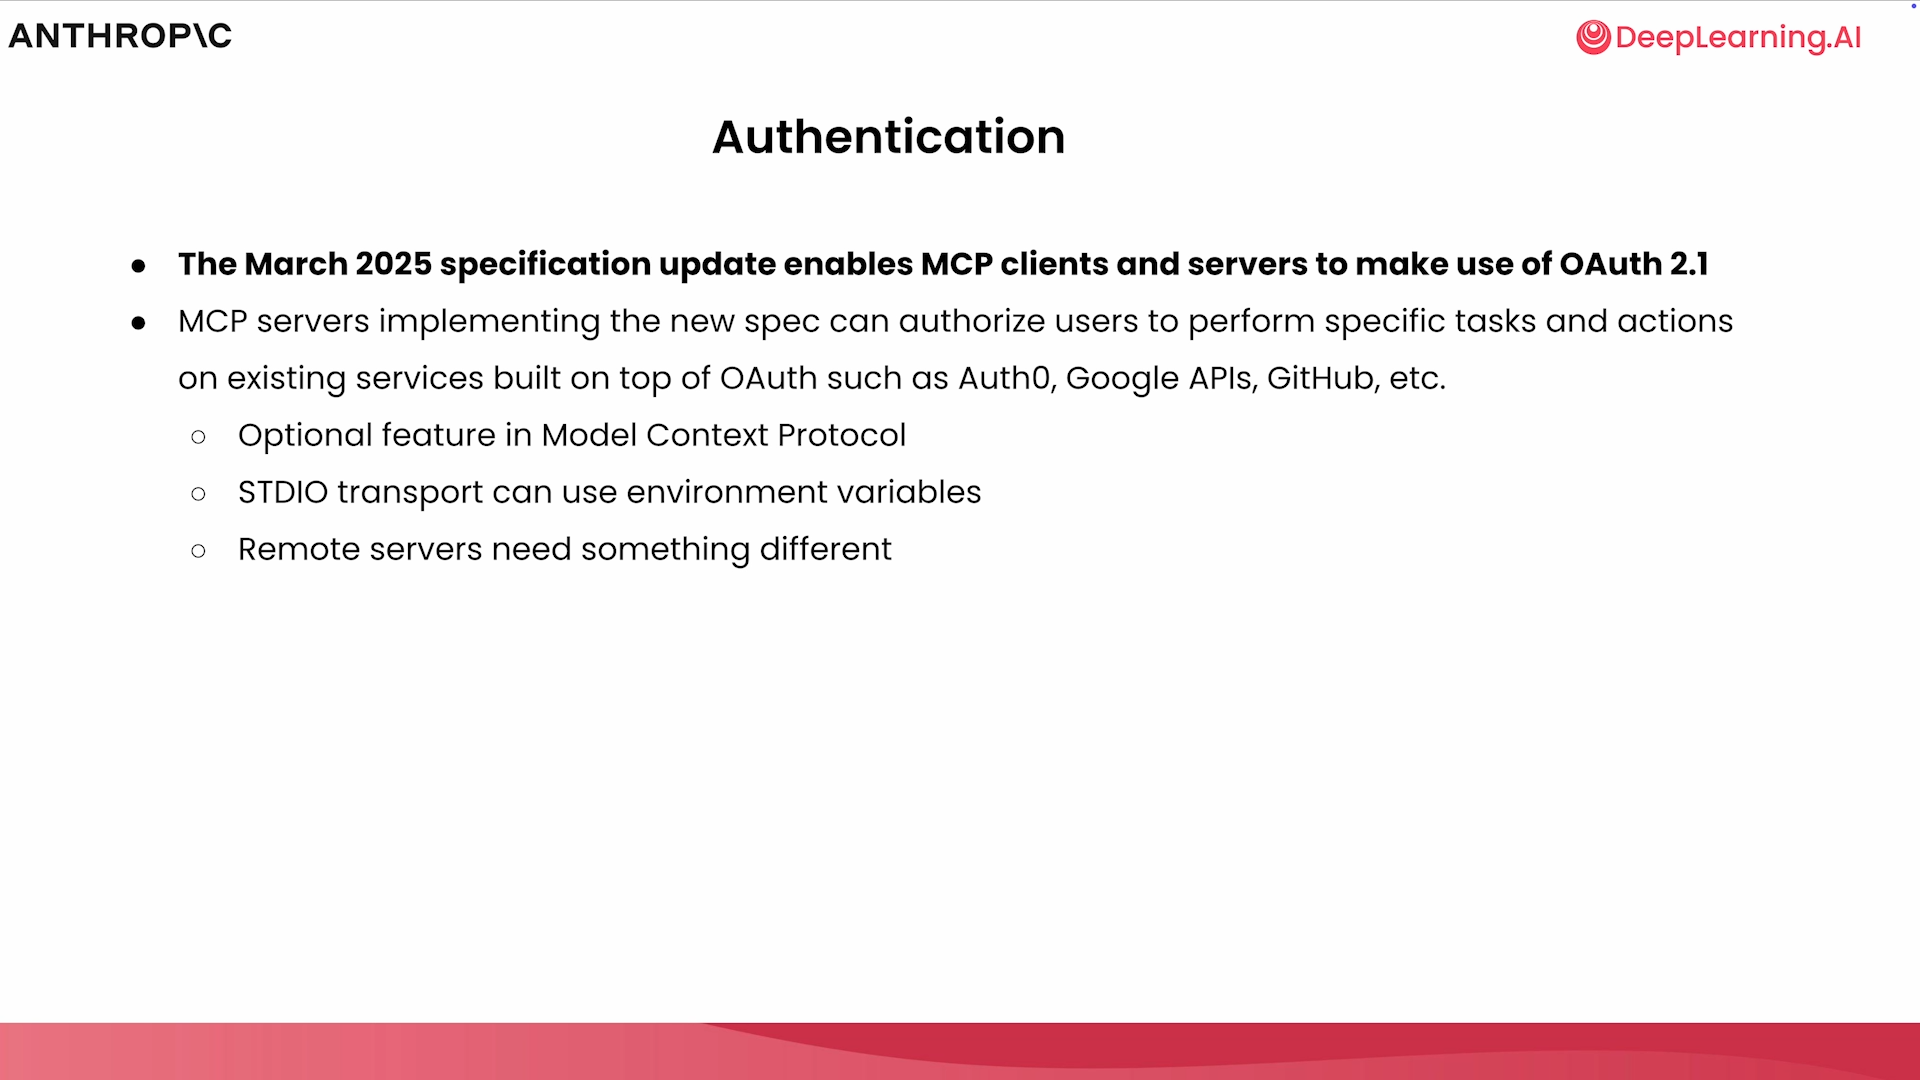 ANTHROP\C
DeepLearning.AI
Authentication
● The March 2025 specification update enables MCP clients and servers to make use of OAuth 2.1
● MCP servers implementing the new spec can authorize users to perform specific tasks and actions
on existing services built on top of OAuth such as Auth0, Google APIs, GitHub, etc.
○ Optional feature in Model Context Protocol
○ STDIO transport can use environment variables
○ Remote servers need something different